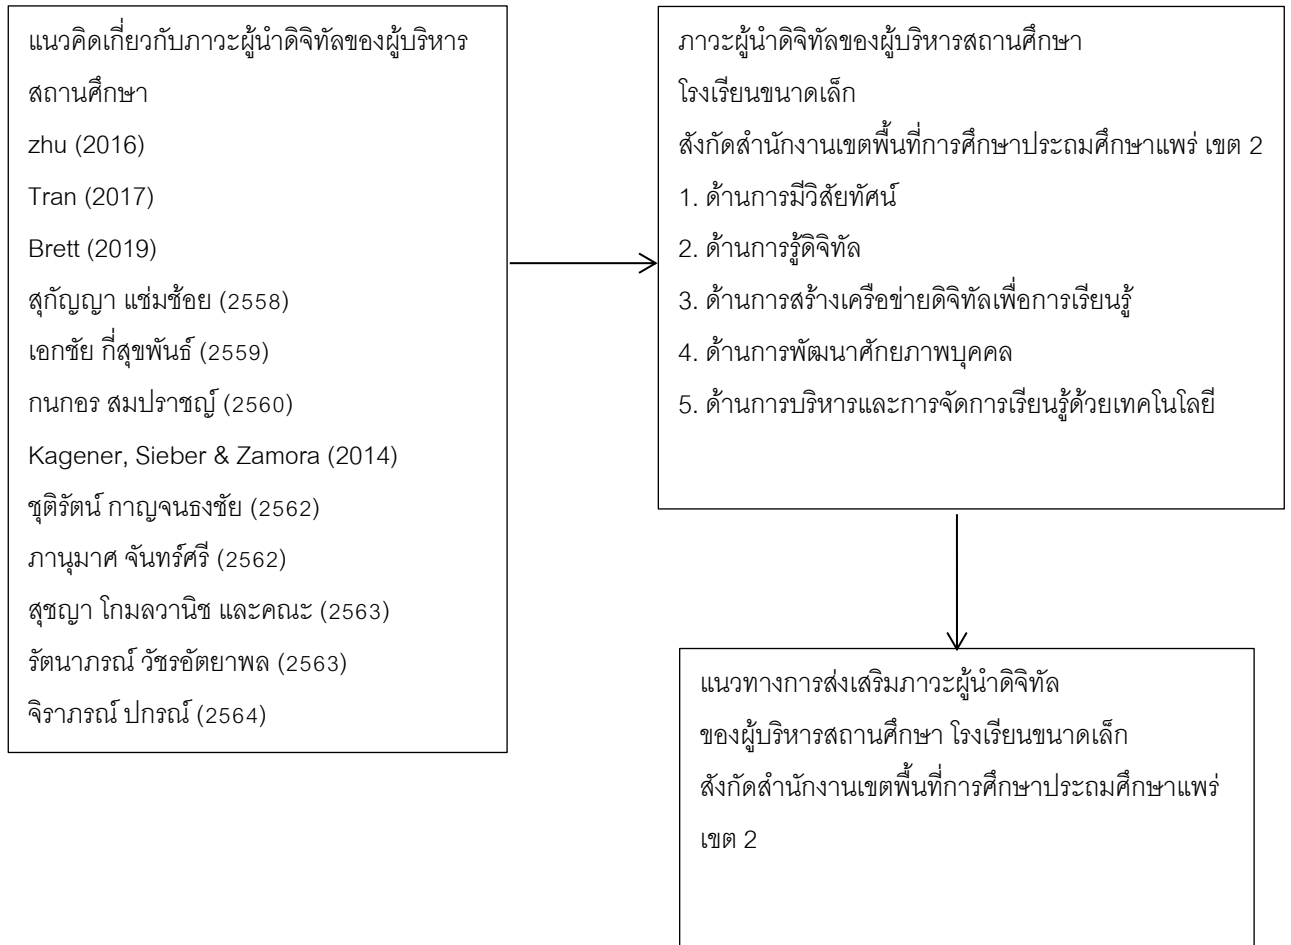 แนวคิดเกี่ยวกับภาวะผู้นำดิจิทัลของผู้บริหาร
สถานศึกษา
zhu (2016)
Tran (2017)
Brett (2019)
สุกัญญา แช่มช้อย (2558)
เอกชัย กี่สุขพันธ์ (2559)
กนกอร สมปราชญ์ (2560)
Kagener, Sieber & Zamora (2014)
ชุติรัตน์ กาญจนธงชัย (2562)
ภานุมาศ จันทร์ศรี (2562)
สุชญา โกมลวานิช และคณะ (2563)
รัตนาภรณ์ วัชรอัตยาพล (2563)
จิราภรณ์ ปกรณ์ (2564)
ภาวะผู้นำดิจิทัลของผู้บริหารสถานศึกษา
โรงเรียนขนาดเล็ก
สังกัดสำนักงานเขตพื้นที่การศึกษาประถมศึกษาแพร่ เขต 2
1. ด้านการมีวิสัยทัศน์
2. ด้านการรู้ดิจิทัล
3. ด้านการสร้างเครือข่ายดิจิทัลเพื่อการเรียนรู้
4. ด้านการพัฒนาศักยภาพบุคคล
5. ด้านการบริหารและการจัดการเรียนรู้ด้วยเทคโนโลยี
แนวทางการส่งเสริมภาวะผู้นำดิจิทัล
ของผู้บริหารสถานศึกษา โรงเรียนขนาดเล็ก
สังกัดสำนักงานเขตพื้นที่การศึกษาประถมศึกษาแพร่
เขต 2